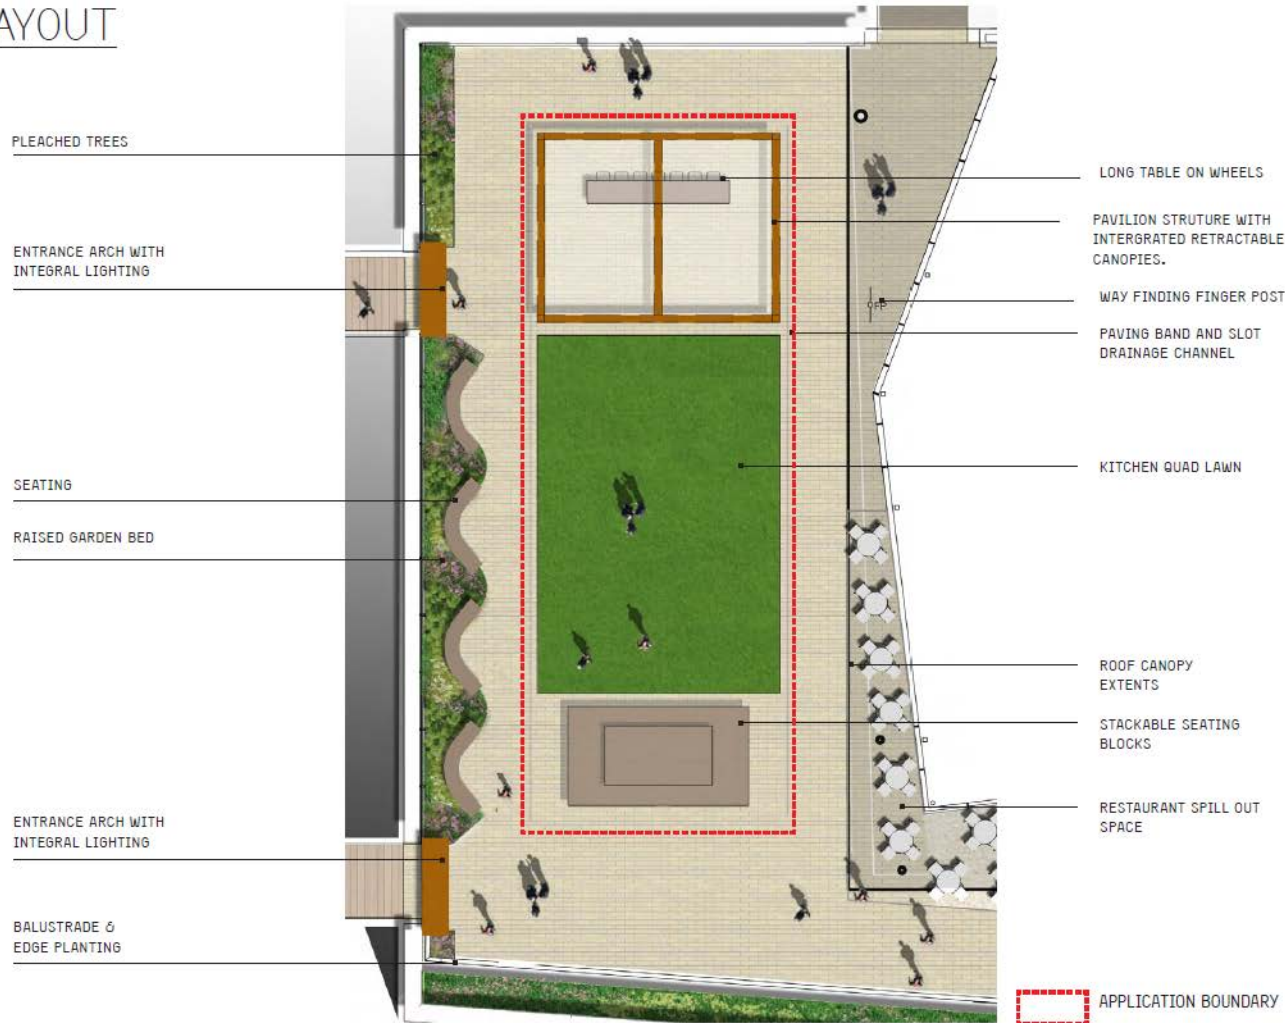 AYOUT
PLEACHED TREES
ENTRANCE ARCH WITH
INTEGRAL LIGHTING
SEATING
RAISED GARDEN BED
ENTRANCE ARCH WITH
INTEGRAL LIGHTING
BALUSTRADE &
EDGE PLANTING
LONG TABLE ON WHEELS
PAVILION STRUTURE WITH
INTERGRATED RETRACTABLE
CANOPIES.
WAY FINDING FINGER POST
PAVING BAND AND SLOT
DRAINAGE CHANNEL
KITCHEN QUAD LAWN
ROOF CANOPY
EXTENTS
STACKABLE SEATING
BLOCKS
RESTAURANT SPILL OUT
SPACE
APPLICATION BOUNDARY
FP